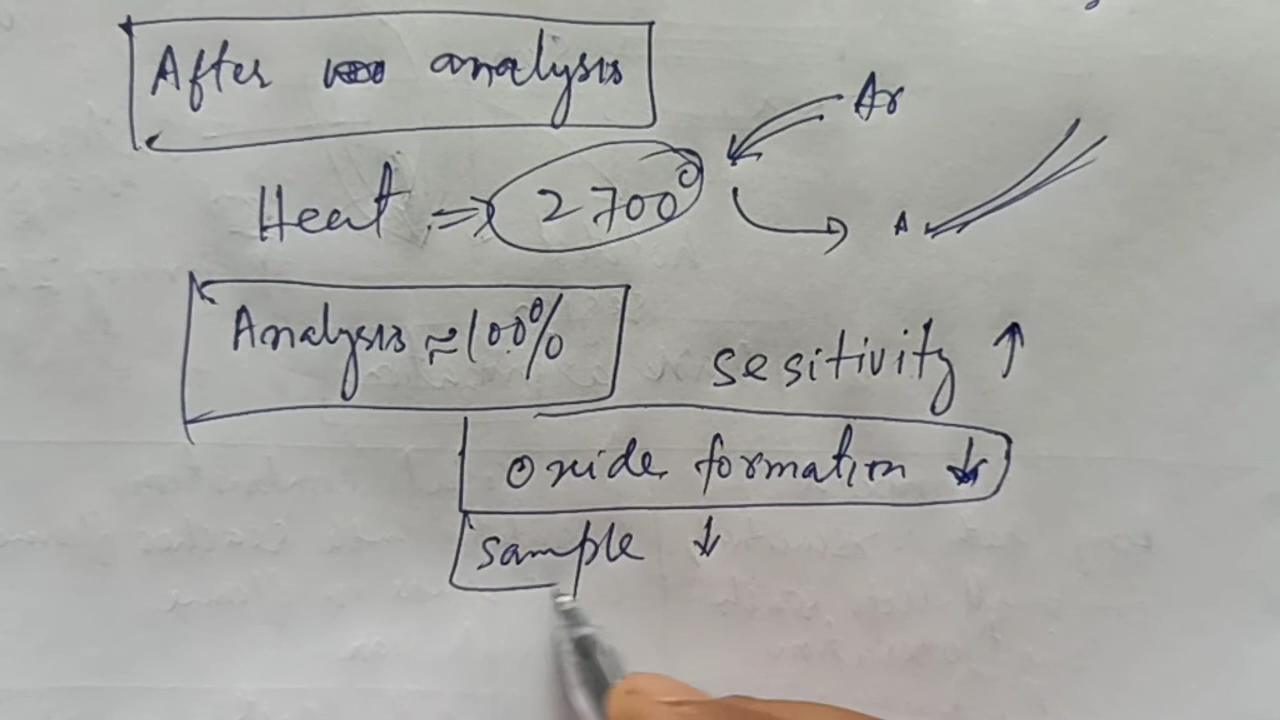 After analysis
Ar
Heat ⇒ 2700°
A
Analysis ≈ 100%
sesitivity ↑
oxide formation ↓
sample ↓